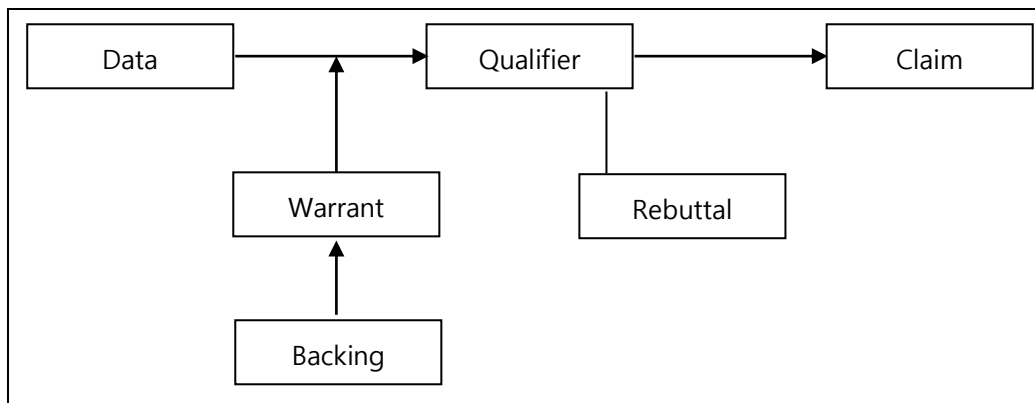 Data
Qualifier
Claim
Warrant
Rebuttal
Backing